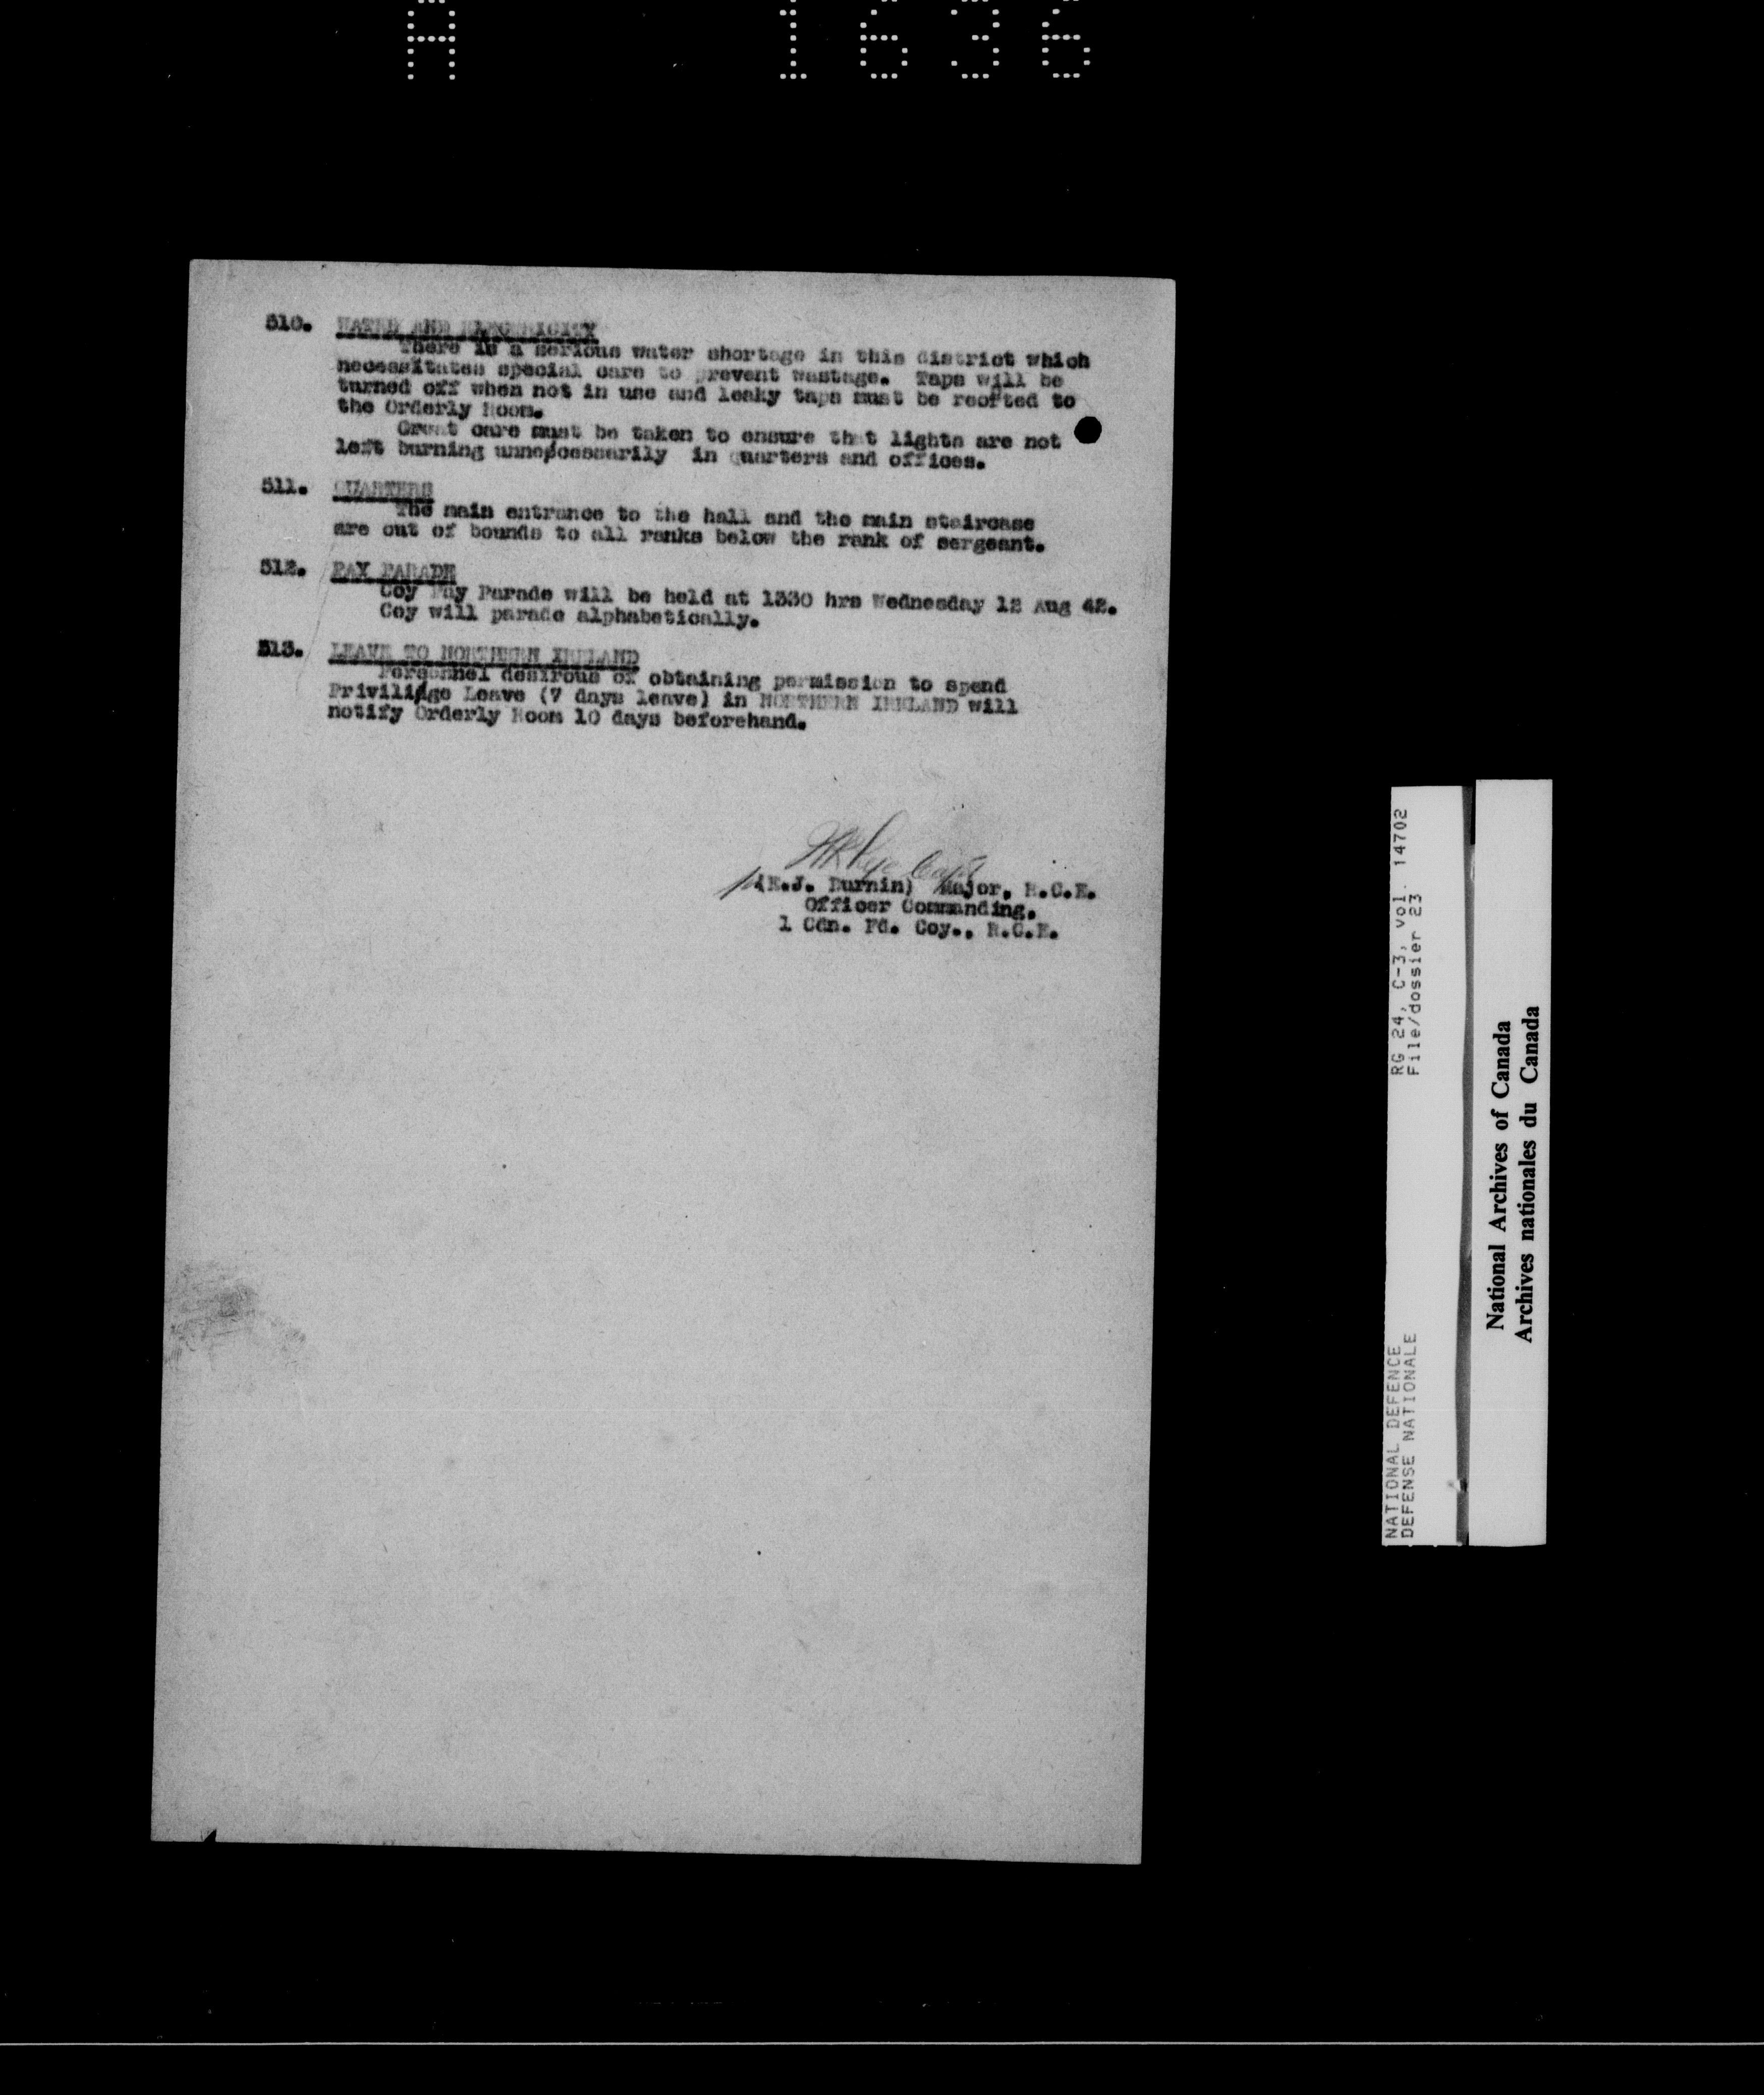 A 1636
510. WATER AND ELECTRICITY
There is a serious water shortage in this district which
necessitates special care to prevent wastage. Taps will be
turned off when not in use and leaky taps must be reorted to
the Orderly Room.
Great care must be taken to ensure that lights are not
left burning unnecessarily in quarters and offices.
511. QUARTERS
The main entrance to the hall and the main staircase
are out of bounds to all ranks below the rank of sergeant.
512. PAY PARADE
Coy Pay Parade will be held at 1330 hrs Wednesday 12 Aug 42.
Coy will parade alphabetically.
513. LEAVE TO NORTHERN IRELAND
Personnel desirous of obtaining permission to spend
Privilidge Leave (7 days leave) in NORTHERN IRELAND will
notify Orderly Room 10 days beforehand.
(E.J. Durnin) Major, R.C.E.
Officer Commanding.
1 Cdn. Fd. Coy., R.C.E.
NATIONAL DEFENCE RG 24, C-3, vol. 14702
DEFENSE NATIONALE File/dossier 23
National Archives of Canada
Archives nationales du Canada